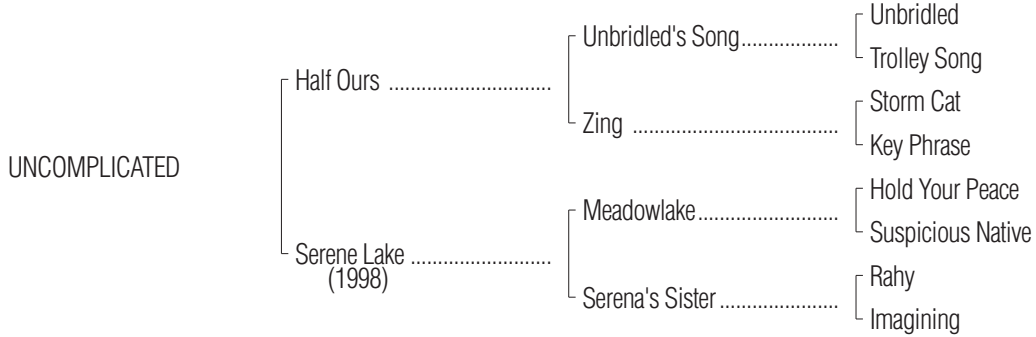 Unbridled
Unbridled's Song..................
Trolley Song
Half Ours ..............................
Storm Cat
Zing ......................................
Key Phrase
UNCOMPLICATED
Hold Your Peace
Meadowlake..........................
Suspicious Native
Serene Lake ..........................
(1998)
Rahy
Serena's Sister ......................
Imagining